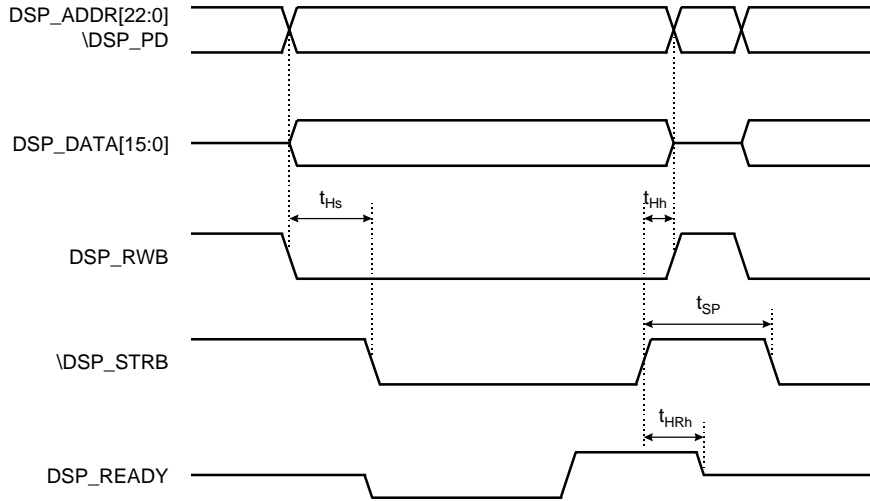 DSP_ADDR[22:0]
\DSP_PD
DSP_DATA[15:0]
tHs
tHh
DSP_RWB
tSP
\DSP_STRB
tHRh
DSP_READY